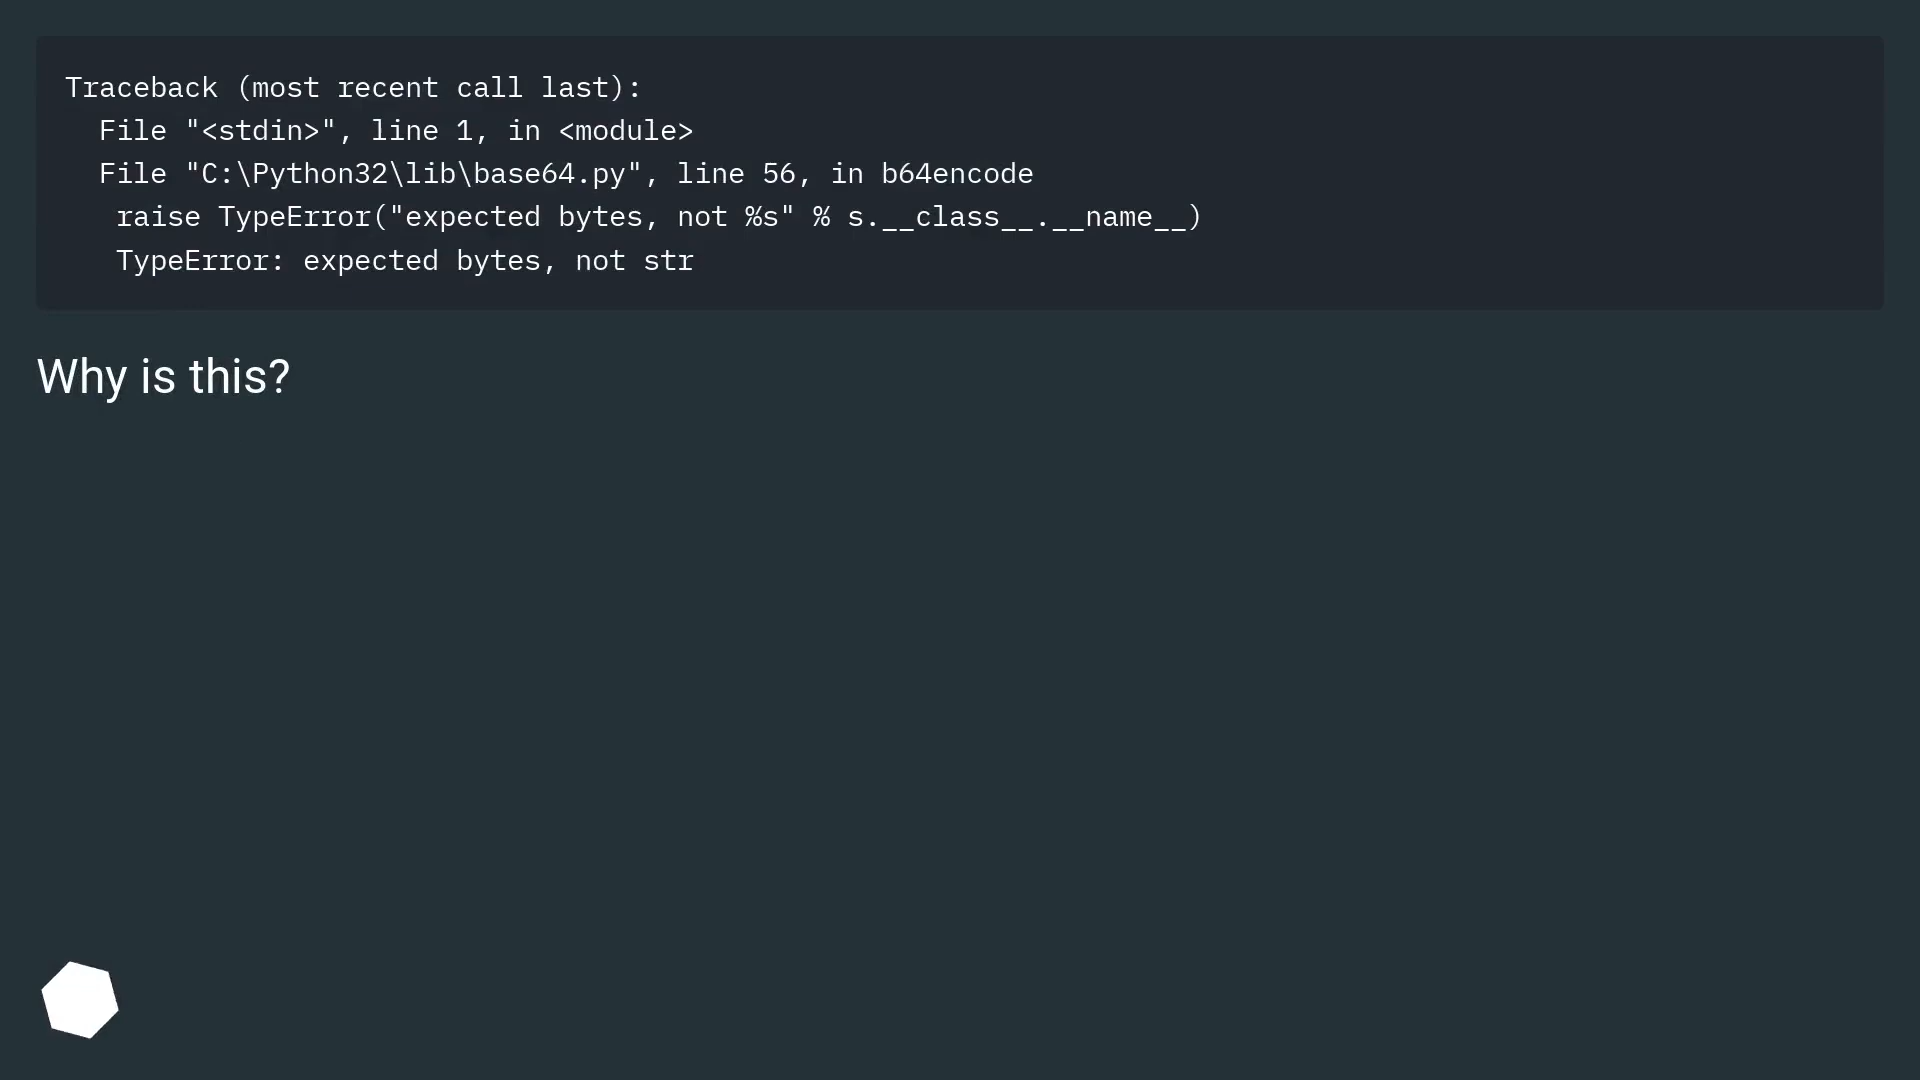 Traceback (most recent call last):
  File "<stdin>", line 1, in <module>
  File "C:\Python32\lib\base64.py", line 56, in b64encode
   raise TypeError("expected bytes, not %s" % s.__class__.__name__)
   TypeError: expected bytes, not str
Why is this?